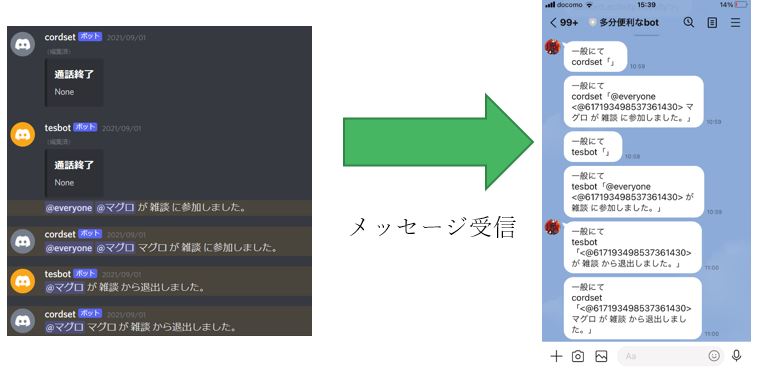 cordset ボット 2021/09/01
(編集済)
通話終了
None
tesbot ボット 2021/09/01
(編集済)
通話終了
None
@everyone @マグロ が 雑談 に参加しました。
cordset ボット 2021/09/01
@everyone @マグロ マグロ が 雑談 に参加しました。
tesbot ボット 2021/09/01
@マグロ が 雑談 から退出しました。
cordset ボット 2021/09/01
@マグロ マグロ が 雑談 から退出しました。
メッセージ受信
docomo 15:39 14%
99+ 多分便利なbot
一般にて
cordset「」
10:59
一般にて
cordset「@everyone
<@617193498537361430> マ
グロ が 雑談 に参加しました。」
10:59
一般にて
tesbot「」
10:59
一般にて
tesbot「@everyone
<@617193498537361430> が
雑談 に参加しました。」
10:59
一般にて
tesbot
「<@617193498537361430>
が 雑談 から退出しました。」
11:00
一般にて
cordset
「<@617193498537361430>
マグロ が 雑談 から退出しまし
た。」
11:00
Aa